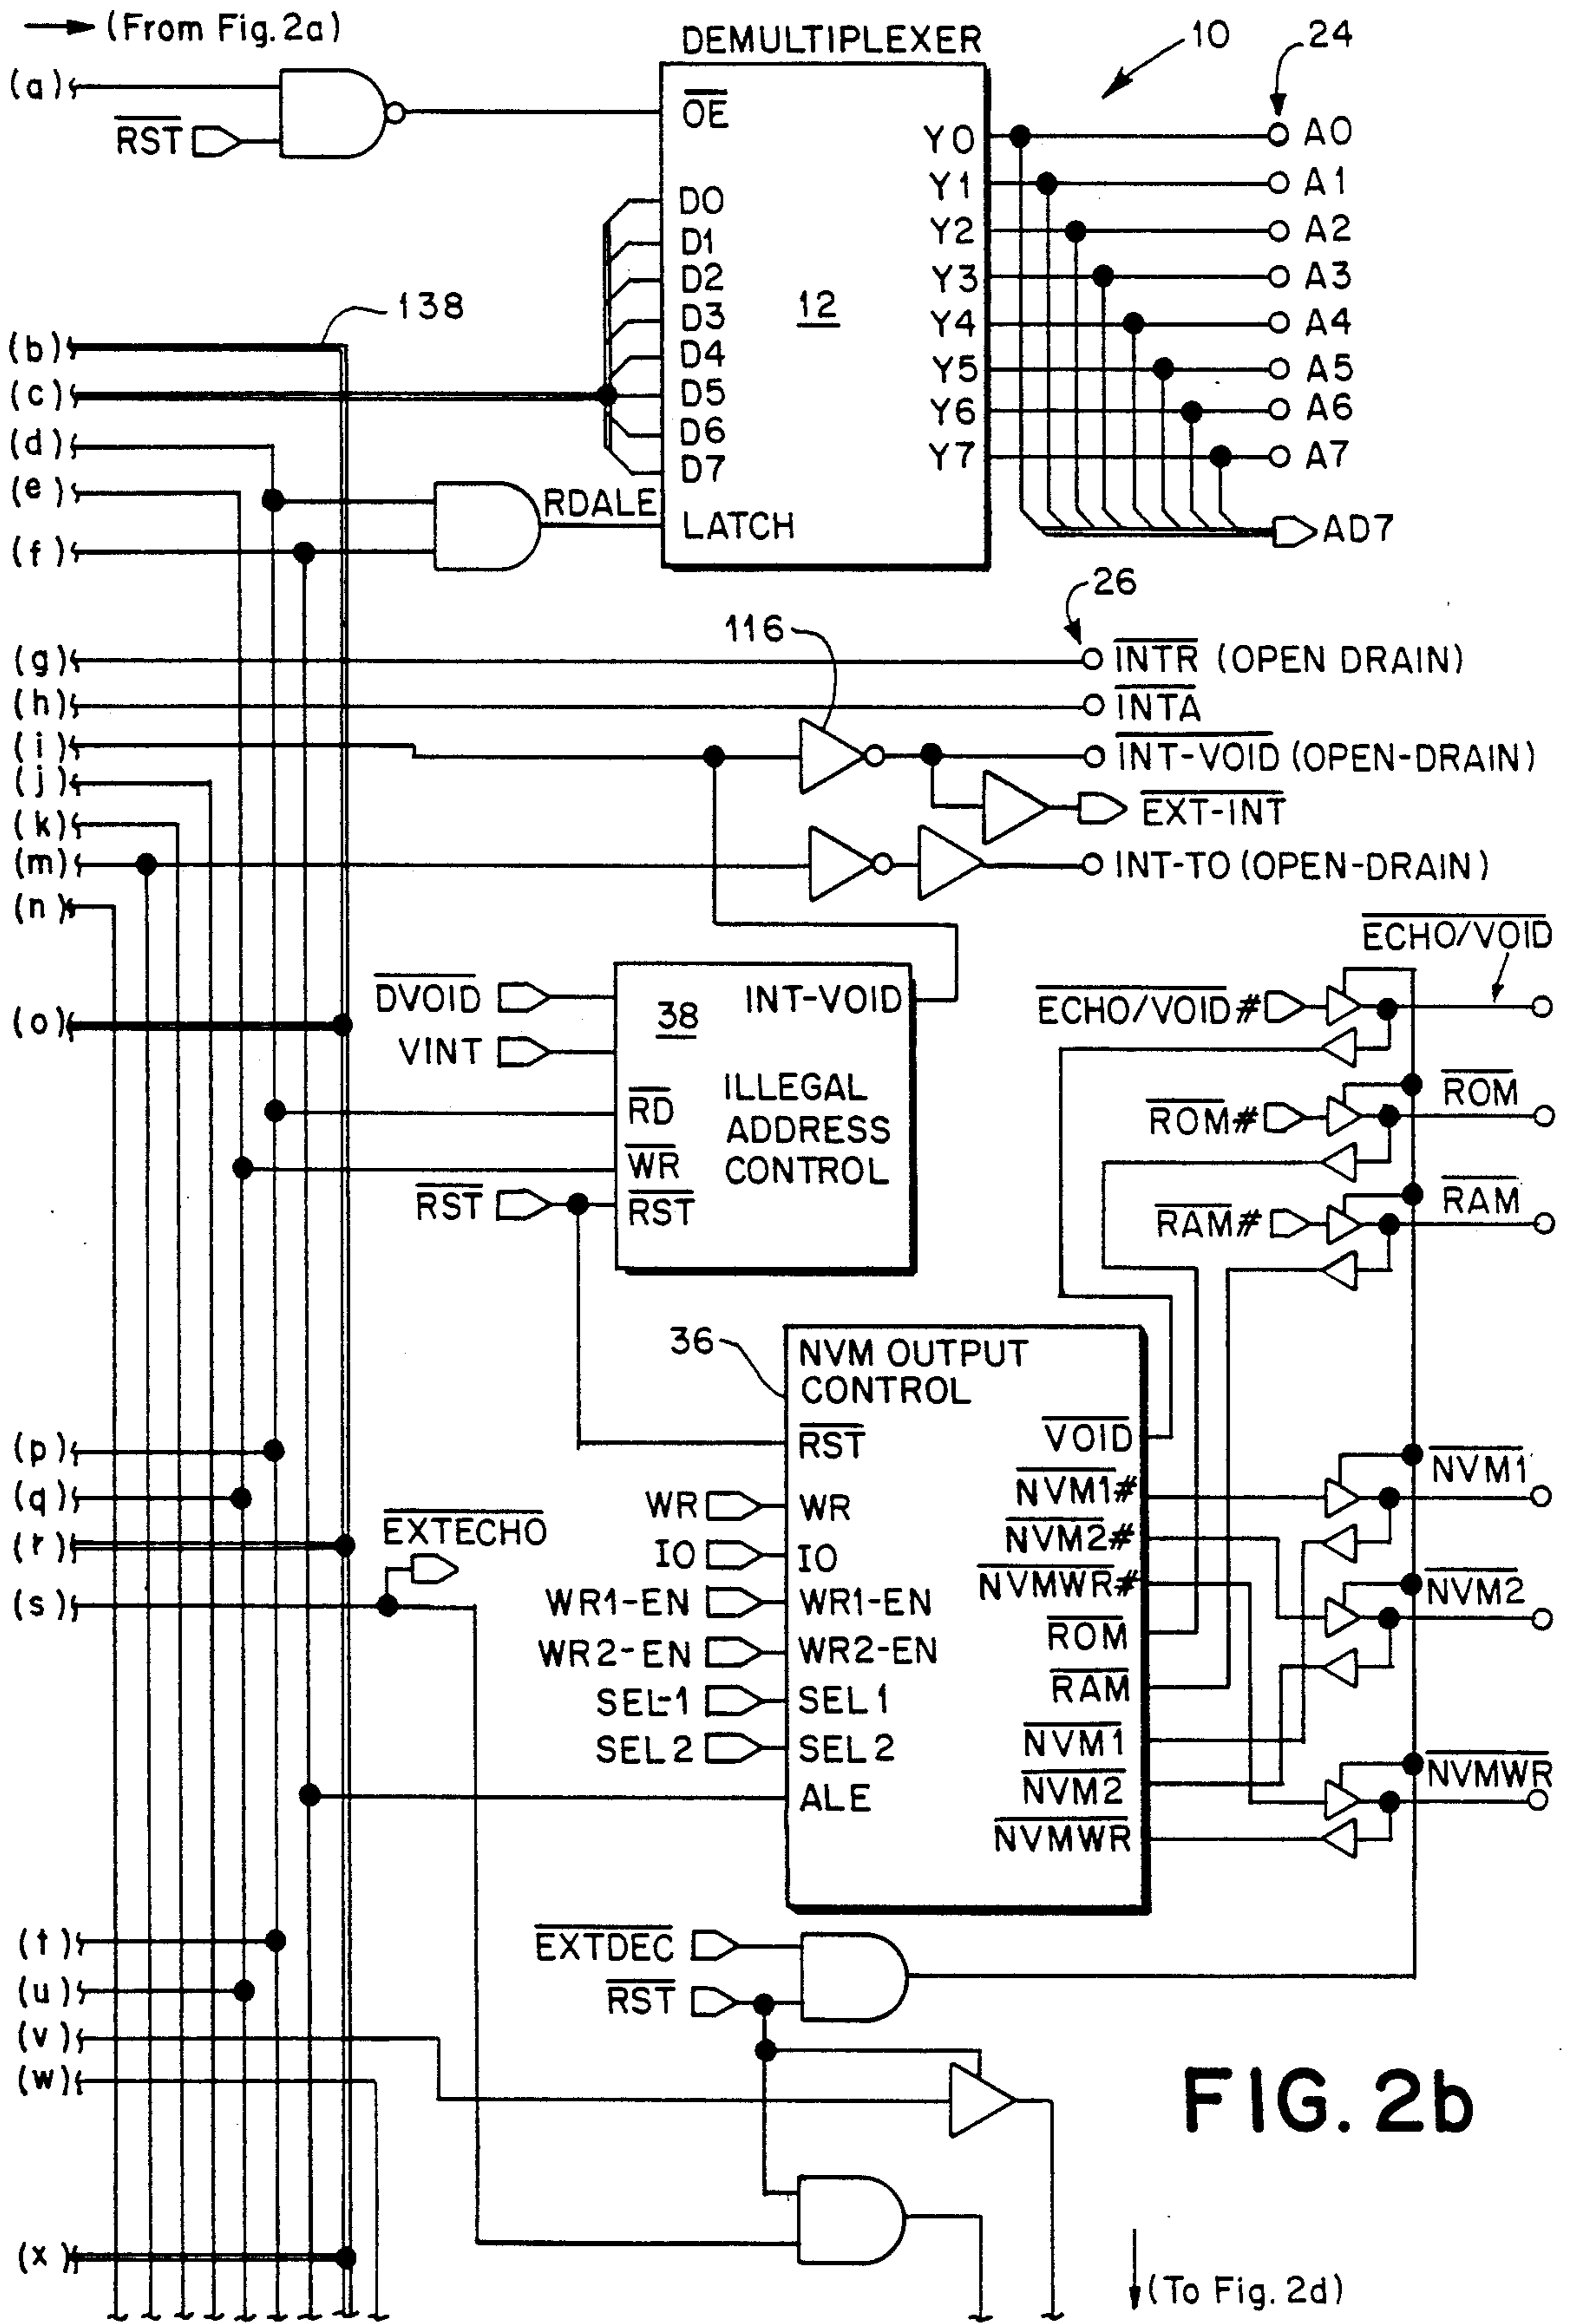 (From Fig. 2a)
DEMULTIPLEXER
10
24
(a)
RST
OE
Y0
A0
Y1
A1
D0
D1
Y2
A2
D2
Y3
A3
12
138
D3
Y4
A4
(b)
D4
Y5
A5
(c)
D5
Y6
A6
D6
(d)
Y7
A7
D7
(e)
RDALE
LATCH
AD7
(f)
116
26
(g)
INTR (OPEN DRAIN)
(h)
INTA
(i)
INT-VOID (OPEN-DRAIN)
(j)
EXT-INT
(k)
(m)
INT-TO (OPEN-DRAIN)
(n)
ECHO/VOID
DVOID
38
INT-VOID
ECHO/VOID#
(o)
VINT
ILLEGAL
ADDRESS
CONTROL
RD
WR
RST
RST
ROM
ROM#
RAM
RAM#
36
NVM OUTPUT
CONTROL
(p)
RST
VOID
NVM1
(q)
WR
WR
NVM1#
EXTECHO
NVM2#
(r)
IO
IO
NVMWR#
NVM2
(s)
WR1-EN
WR1-EN
ROM
WR2-EN
WR2-EN
RAM
SEL-1
SEL1
NVM1
SEL2
SEL2
NVM2
NVMWR
ALE
NVMWR
(t)
EXTDEC
(u)
RST
(v)
(w)
FIG. 2b
(x)
(To Fig. 2d)